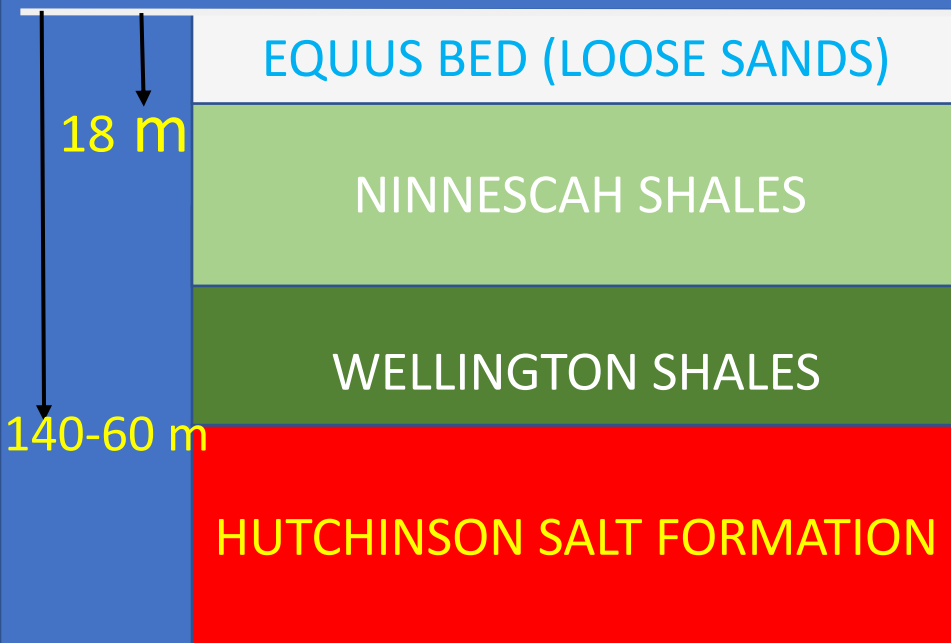 EQUUS BED (LOOSE SANDS)
18 m
NINNESCAH SHALES
WELLINGTON SHALES
140-60 m
HUTCHINSON SALT FORMATION